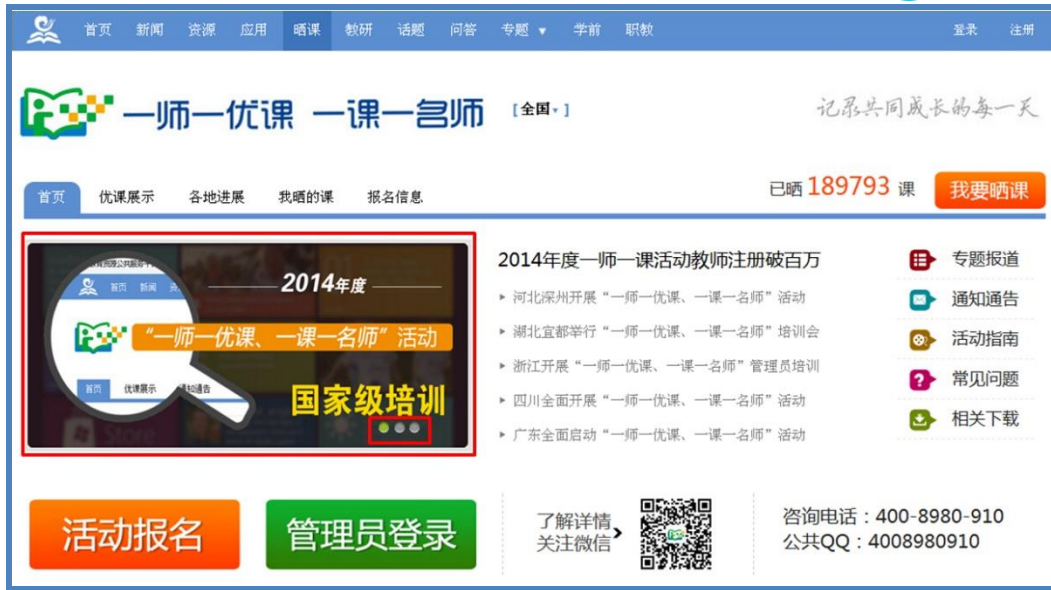 首页 新闻 资源 应用 晒课 教研 话题 问答 专题 ▼ 学前 职教 登录 注册
一师一优课 一课一名师 [全国▼]
记录共同成长的每一天
首页 优课展示 各地进展 我晒的课 报名信息
已晒 189793 课 我要晒课
首页 新闻
2014年度
“一师一优课、一课一名师”活动
首页 优课展示 通知通告
国家级培训
Store
2014年度一师一课活动教师注册破百万
河北深州开展“一师一优课、一课一名师”活动
湖北宜都举行“一师一优课、一课一名师”培训会
浙江开展“一师一优课、一课一名师”管理员培训
四川全面开展“一师一优课、一课一名师”活动
广东全面启动“一师一优课、一课一名师”活动
专题报道
通知通告
活动指南
常见问题
相关下载
活动报名
管理员登录
了解详情
关注微信
咨询电话：400-8980-910
公共QQ：4008980910